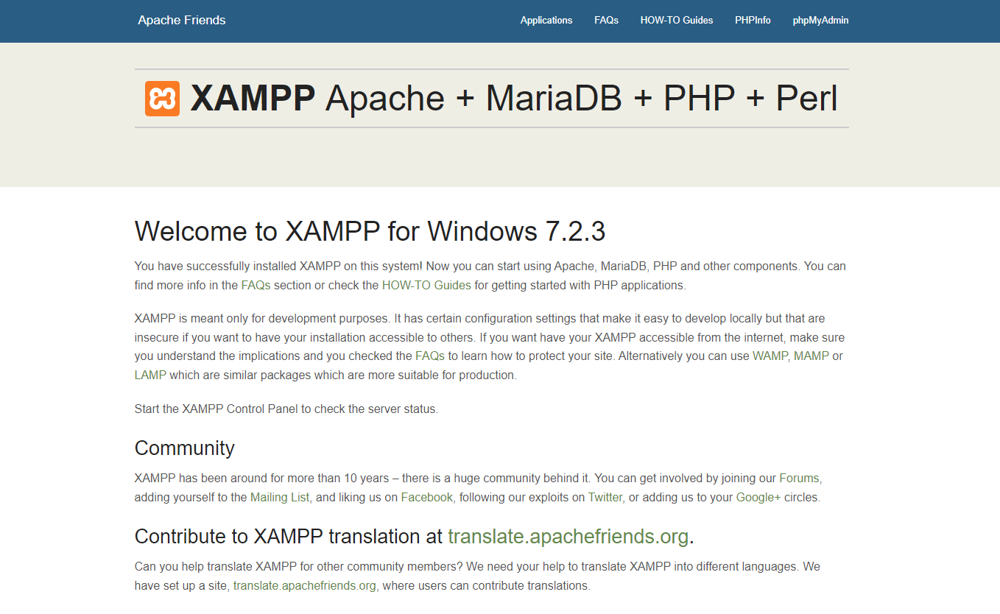 Apache Friends
Applications FAQs HOW-TO Guides PHPInfo phpMyAdmin
XAMPP Apache + MariaDB + PHP + Perl
Welcome to XAMPP for Windows 7.2.3
You have successfully installed XAMPP on this system! Now you can start using Apache, MariaDB, PHP and other components. You can
find more info in the FAQs section or check the HOW-TO Guides for getting started with PHP applications.
XAMPP is meant only for development purposes. It has certain configuration settings that make it easy to develop locally but that are
insecure if you want to have your installation accessible to others. If you want have your XAMPP accessible from the internet, make sure
you understand the implications and you checked the FAQs to learn how to protect your site. Alternatively you can use WAMP, MAMP or
LAMP which are similar packages which are more suitable for production.
Start the XAMPP Control Panel to check the server status.
Community
XAMPP has been around for more than 10 years – there is a huge community behind it. You can get involved by joining our Forums,
adding yourself to the Mailing List, and liking us on Facebook, following our exploits on Twitter, or adding us to your Google+ circles.
Contribute to XAMPP translation at translate.apachefriends.org.
Can you help translate XAMPP for other community members? We need your help to translate XAMPP into different languages. We
have set up a site, translate.apachefriends.org, where users can contribute translations.